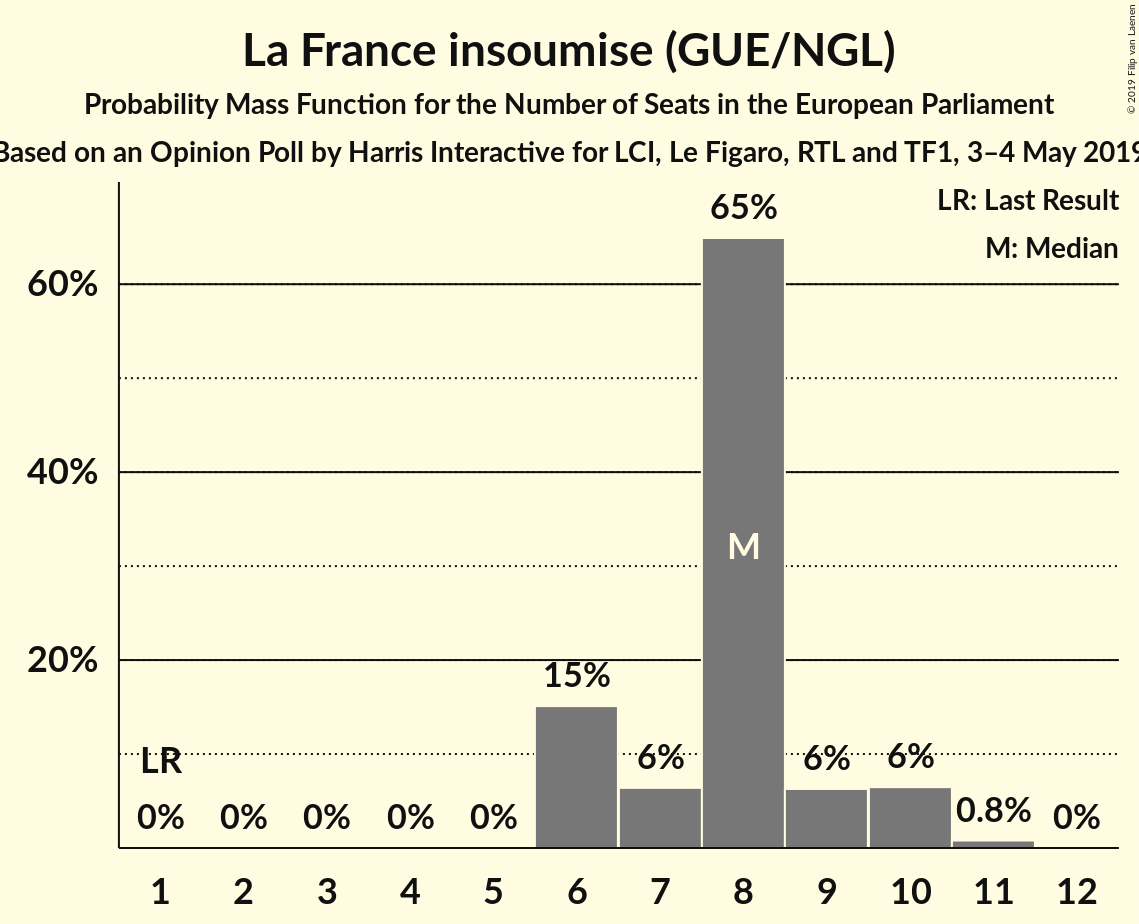 La France insoumise (GUE/NGL)
Probability Mass Function for the Number of Seats in the European Parliament
Based on an Opinion Poll by Harris Interactive for LCI, Le Figaro, RTL and TF1, 3–4 May 2019
© 2019 Filip van Laenen
LR: Last Result
M: Median
65%
60%
40%
M
20%
15%
LR
6%
6%
6%
0%
0%
0%
0%
0%
0.8%
0%
1 2 3 4 5 6 7 8 9 10 11 12